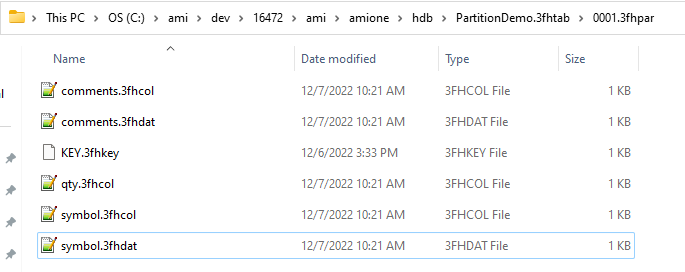 This PC > OS (C:) > ami > dev > 16472 > ami > amione > hdb > PartitionDemo.3fhtab > 0001.3fhpar
Name Date modified Type Size
comments.3fhcol 12/7/2022 10:21 AM 3FHCOL File 1 KB
comments.3fhdat 12/7/2022 10:21 AM 3FHDAT File 1 KB
KEY.3fhkey 12/6/2022 3:33 PM 3FHKEY File 1 KB
qty.3fhcol 12/7/2022 10:21 AM 3FHCOL File 1 KB
symbol.3fhcol 12/7/2022 10:21 AM 3FHCOL File 1 KB
symbol.3fhdat 12/7/2022 10:21 AM 3FHDAT File 1 KB